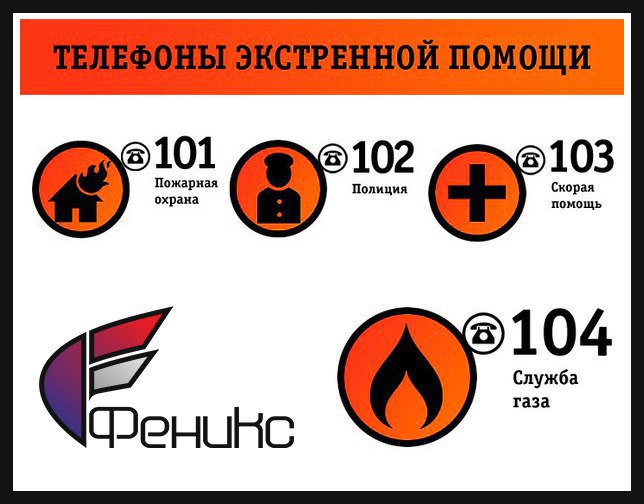 ТЕЛЕФОНЫ ЭКСТРЕННОЙ ПОМОЩИ
101
Пожарная
охрана
102
Полиция
103
Скорая
помощь
Феникс
104
Служба
газа